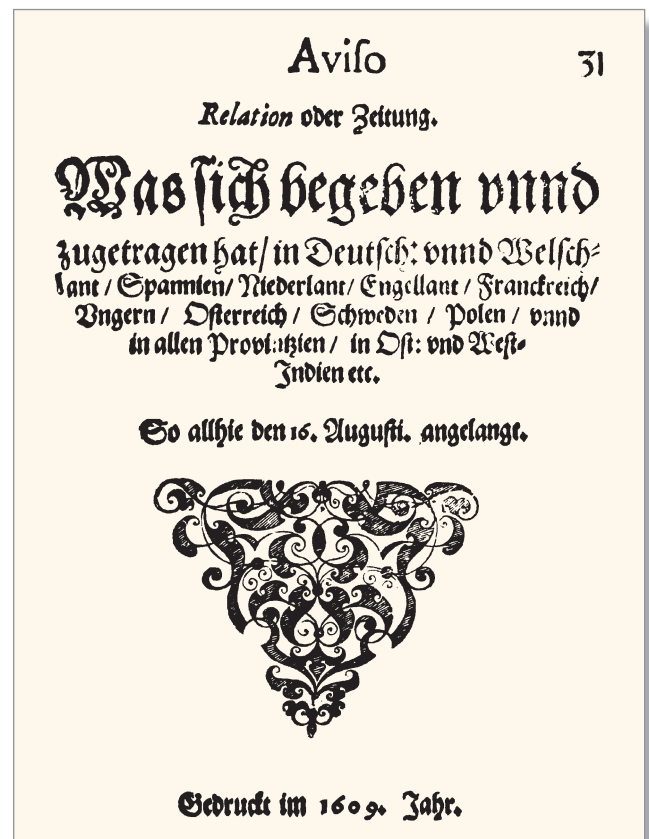 Aviſo 31
Relation oder Zeitung.
Was ſich begeben vnnd
zugetragen hat/ in Deutſch: vnnd Welſch-
lant / Spannien/ Niederlant/ Engellant / Franckreich/
Vngern / Oſterreich / Schweden / Polen / vnnd
in allen Provintzien / in Oſt: vnd Weſt-
Indien etc.
So allhie den 16. Auguſti. angelangt.
Gedruckt im 1609. Jahr.